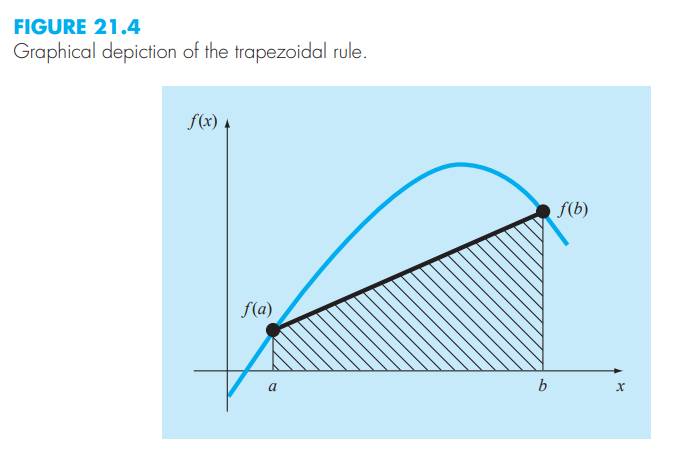 FIGURE 21.4
Graphical depiction of the trapezoidal rule.
f(x)
f(b)
f(a)
a
b
x